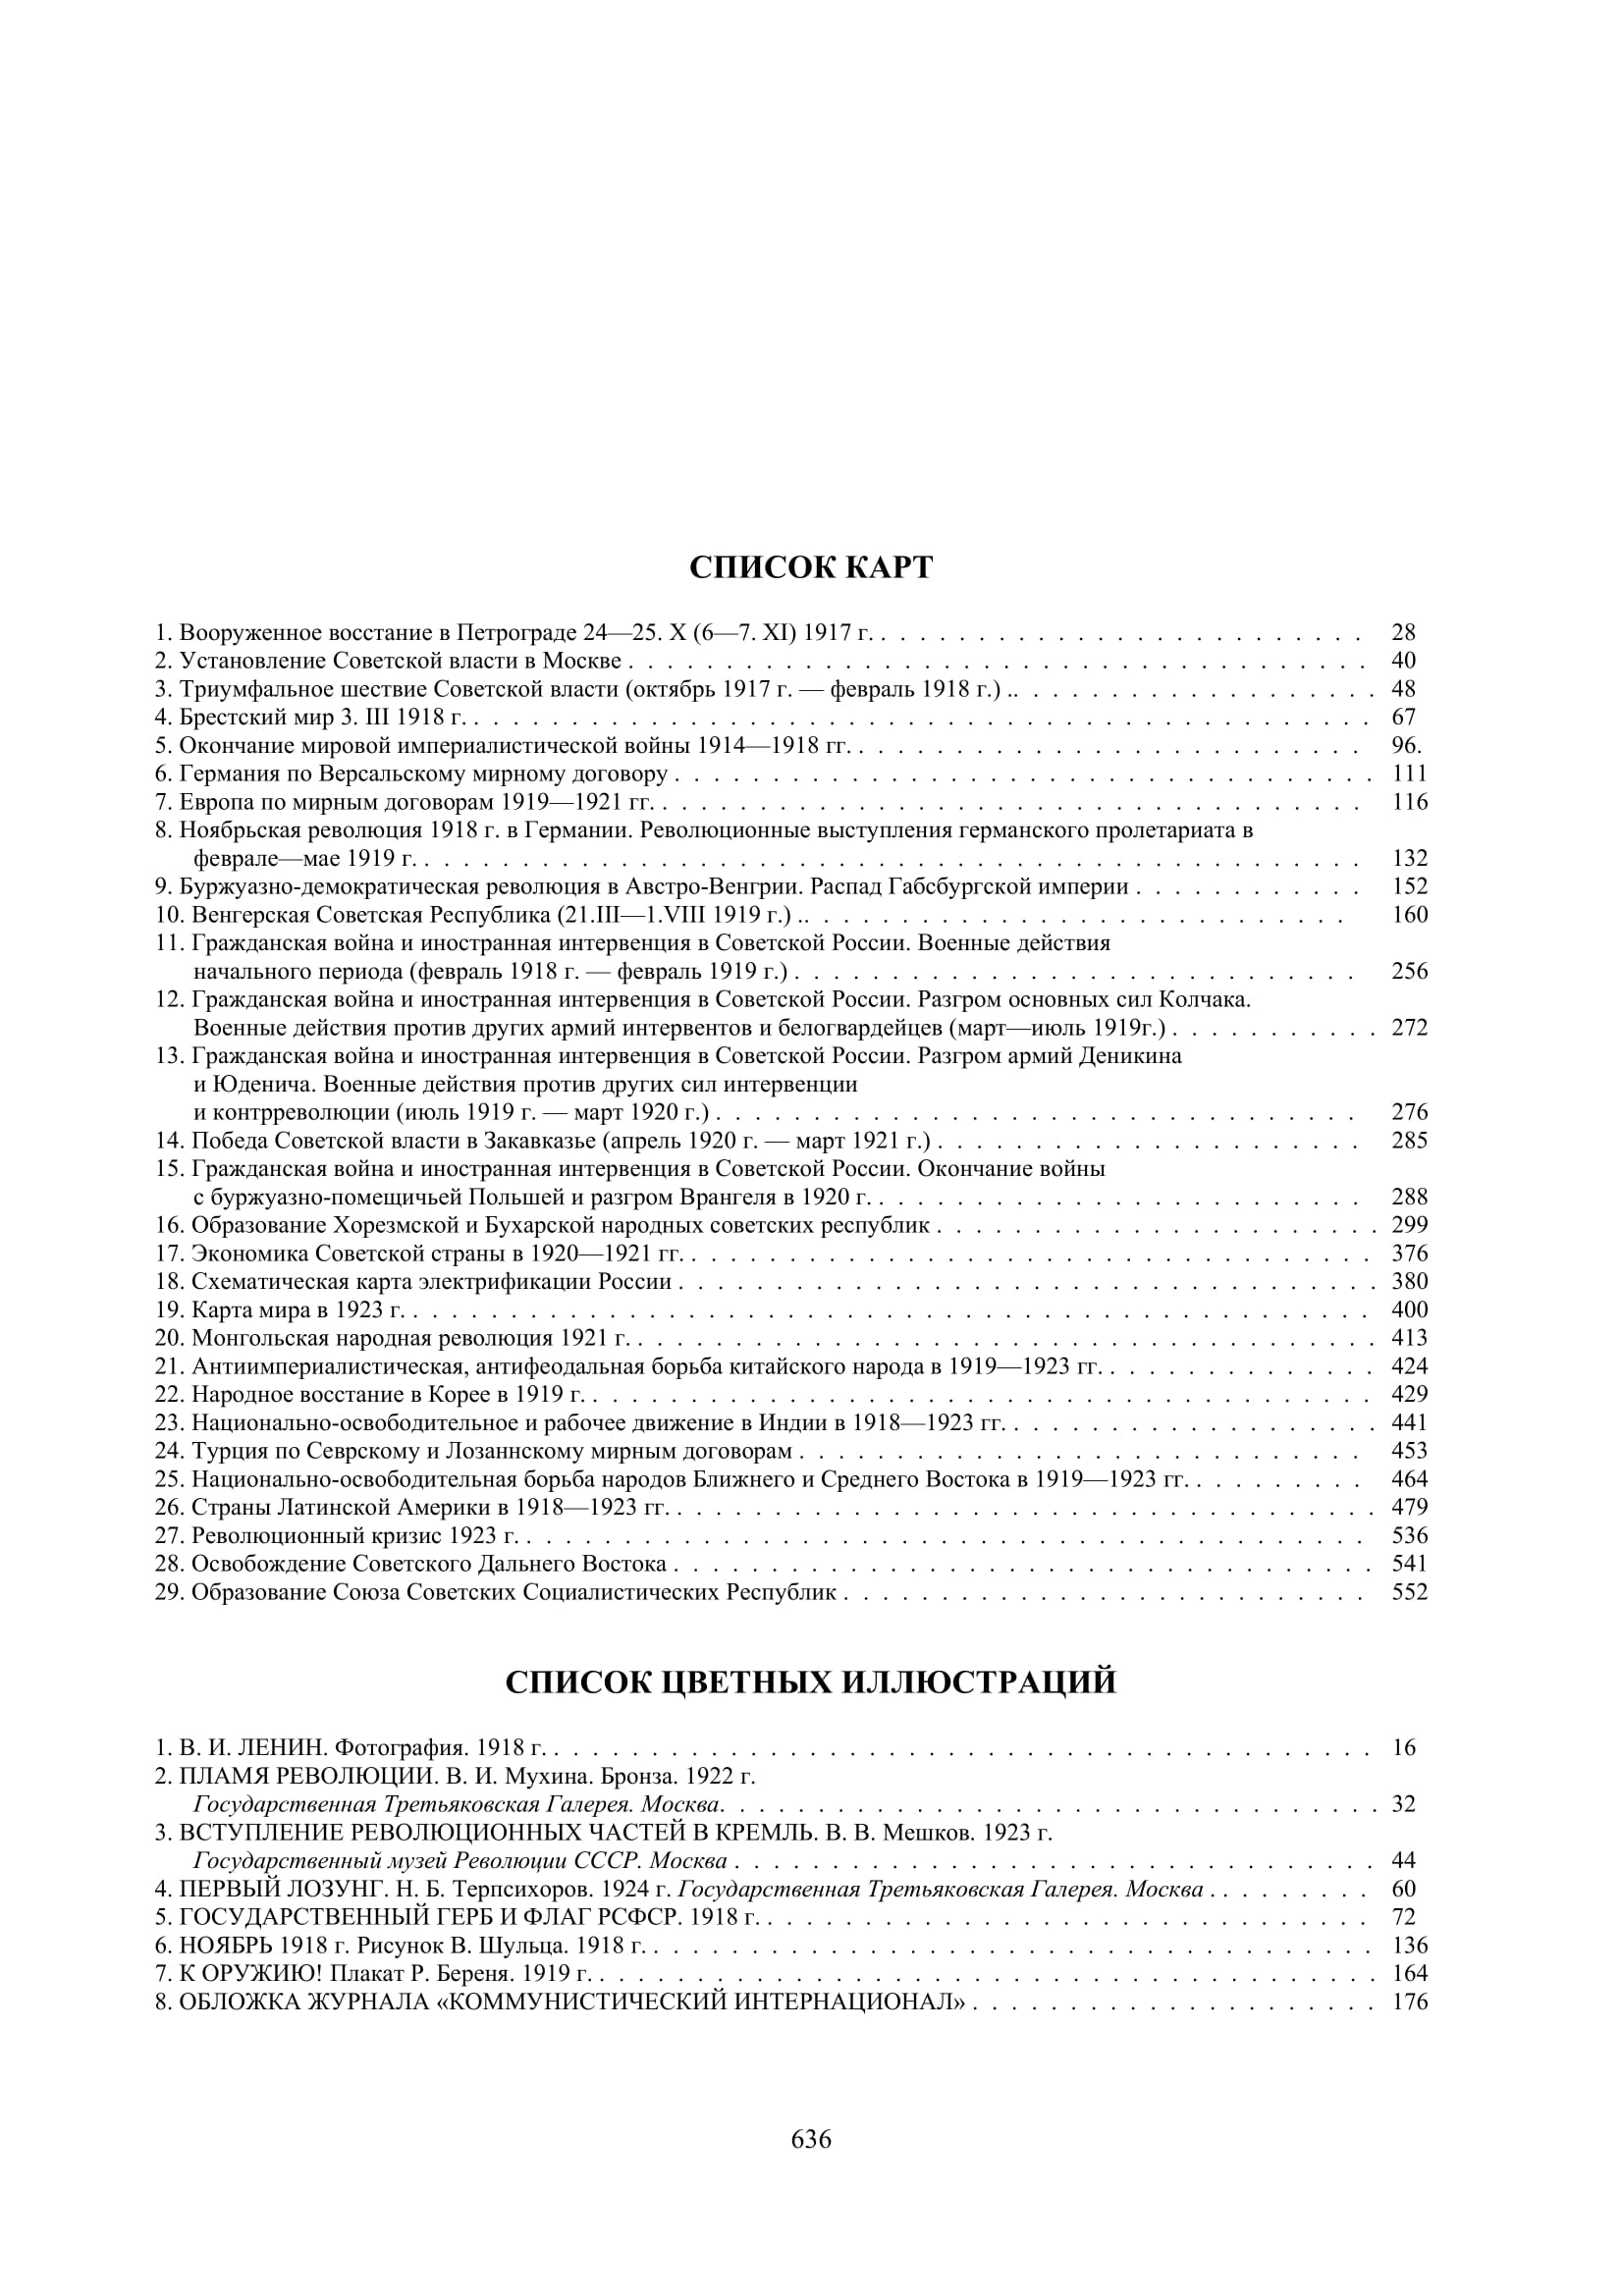 СПИСОК КАРТ
1. Вооруженное восстание в Петрограде 24—25. X (6—7. XI) 1917 г. . . . . . . . . . . . . . . . . . . . . . . . . . 28
2. Установление Советской власти в Москве . . . . . . . . . . . . . . . . . . . . . . . . . . . . . . . . . . . . . . 40
3. Триумфальное шествие Советской власти (октябрь 1917 г. — февраль 1918 г.) .. . . . . . . . . . . . . . . . . . . . 48
4. Брестский мир 3. III 1918 г. . . . . . . . . . . . . . . . . . . . . . . . . . . . . . . . . . . . . . . . . . . . . . . 67
5. Окончание мировой империалистической войны 1914—1918 гг. . . . . . . . . . . . . . . . . . . . . . . . . . . 96.
6. Германия по Версальскому мирному договору . . . . . . . . . . . . . . . . . . . . . . . . . . . . . . . . . . . . 111
7. Европа по мирным договорам 1919—1921 гг. . . . . . . . . . . . . . . . . . . . . . . . . . . . . . . . . . . . . 116
8. Ноябрьская революция 1918 г. в Германии. Революционные выступления германского пролетариата в
феврале—мае 1919 г. . . . . . . . . . . . . . . . . . . . . . . . . . . . . . . . . . . . . . . . . . . . . . . . . 132
9. Буржуазно-демократическая революция в Австро-Венгрии. Распад Габсбургской империи . . . . . . . . . . . . 152
10. Венгерская Советская Республика (21.III—1.VIII 1919 г.) .. . . . . . . . . . . . . . . . . . . . . . . . . . . . . 160
11. Гражданская война и иностранная интервенция в Советской России. Военные действия
начального периода (февраль 1918 г. — февраль 1919 г.) . . . . . . . . . . . . . . . . . . . . . . . . . . . . . 256
12. Гражданская война и иностранная интервенция в Советской России. Разгром основных сил Колчака.
Военные действия против других армий интервентов и белогвардейцев (март—июль 1919г.) . . . . . . . . . . . 272
13. Гражданская война и иностранная интервенция в Советской России. Разгром армий Деникина
и Юденича. Военные действия против других сил интервенции
и контрреволюции (июль 1919 г. — март 1920 г.) . . . . . . . . . . . . . . . . . . . . . . . . . . . . . . . . . 276
14. Победа Советской власти в Закавказье (апрель 1920 г. — март 1921 г.) . . . . . . . . . . . . . . . . . . . . . . 285
15. Гражданская война и иностранная интервенция в Советской России. Окончание войны
с буржуазно-помещичьей Польшей и разгром Врангеля в 1920 г. . . . . . . . . . . . . . . . . . . . . . . . . . 288
16. Образование Хорезмской и Бухарской народных советских республик . . . . . . . . . . . . . . . . . . . . . . . 299
17. Экономика Советской страны в 1920—1921 гг. . . . . . . . . . . . . . . . . . . . . . . . . . . . . . . . . . . . 376
18. Схематическая карта электрификации России . . . . . . . . . . . . . . . . . . . . . . . . . . . . . . . . . . . . 380
19. Карта мира в 1923 г. . . . . . . . . . . . . . . . . . . . . . . . . . . . . . . . . . . . . . . . . . . . . . . . . . 400
20. Монгольская народная революция 1921 г. . . . . . . . . . . . . . . . . . . . . . . . . . . . . . . . . . . . . . . 413
21. Антиимпериалистическая, антифеодальная борьба китайского народа в 1919—1923 гг. . . . . . . . . . . . . . . 424
22. Народное восстание в Корее в 1919 г. . . . . . . . . . . . . . . . . . . . . . . . . . . . . . . . . . . . . . . . . 429
23. Национально-освободительное и рабочее движение в Индии в 1918—1923 гг. . . . . . . . . . . . . . . . . . . . 441
24. Турция по Севрскому и Лозаннскому мирным договорам . . . . . . . . . . . . . . . . . . . . . . . . . . . . . 453
25. Национально-освободительная борьба народов Ближнего и Среднего Востока в 1919—1923 гг. . . . . . . . . . 464
26. Страны Латинской Америки в 1918—1923 гг. . . . . . . . . . . . . . . . . . . . . . . . . . . . . . . . . . . . . 479
27. Революционный кризис 1923 г. . . . . . . . . . . . . . . . . . . . . . . . . . . . . . . . . . . . . . . . . . . . 536
28. Освобождение Советского Дальнего Востока . . . . . . . . . . . . . . . . . . . . . . . . . . . . . . . . . . . . 541
29. Образование Союза Советских Социалистических Республик . . . . . . . . . . . . . . . . . . . . . . . . . . . 552
СПИСОК ЦВЕТНЫХ ИЛЛЮСТРАЦИЙ
1. В. И. ЛЕНИН. Фотография. 1918 г. . . . . . . . . . . . . . . . . . . . . . . . . . . . . . . . . . . . . . . . . . . 16
2. ПЛАМЯ РЕВОЛЮЦИИ. В. И. Мухина. Бронза. 1922 г.
Государственная Третьяковская Галерея. Москва. . . . . . . . . . . . . . . . . . . . . . . . . . . . . . . . . . 32
3. ВСТУПЛЕНИЕ РЕВОЛЮЦИОННЫХ ЧАСТЕЙ В КРЕМЛЬ. В. В. Мешков. 1923 г.
Государственный музей Революции СССР. Москва . . . . . . . . . . . . . . . . . . . . . . . . . . . . . . . . . 44
4. ПЕРВЫЙ ЛОЗУНГ. Н. Б. Терпсихоров. 1924 г. Государственная Третьяковская Галерея. Москва . . . . . . . . . 60
5. ГОСУДАРСТВЕННЫЙ ГЕРБ И ФЛАГ РСФСР. 1918 г. . . . . . . . . . . . . . . . . . . . . . . . . . . . . . . . 72
6. НОЯБРЬ 1918 г. Рисунок В. Шульца. 1918 г. . . . . . . . . . . . . . . . . . . . . . . . . . . . . . . . . . . . . . 136
7. К ОРУЖИЮ! Плакат Р. Береня. 1919 г. . . . . . . . . . . . . . . . . . . . . . . . . . . . . . . . . . . . . . . . . 164
8. ОБЛОЖКА ЖУРНАЛА «КОММУНИСТИЧЕСКИЙ ИНТЕРНАЦИОНАЛ» . . . . . . . . . . . . . . . . . . . . . 176
636